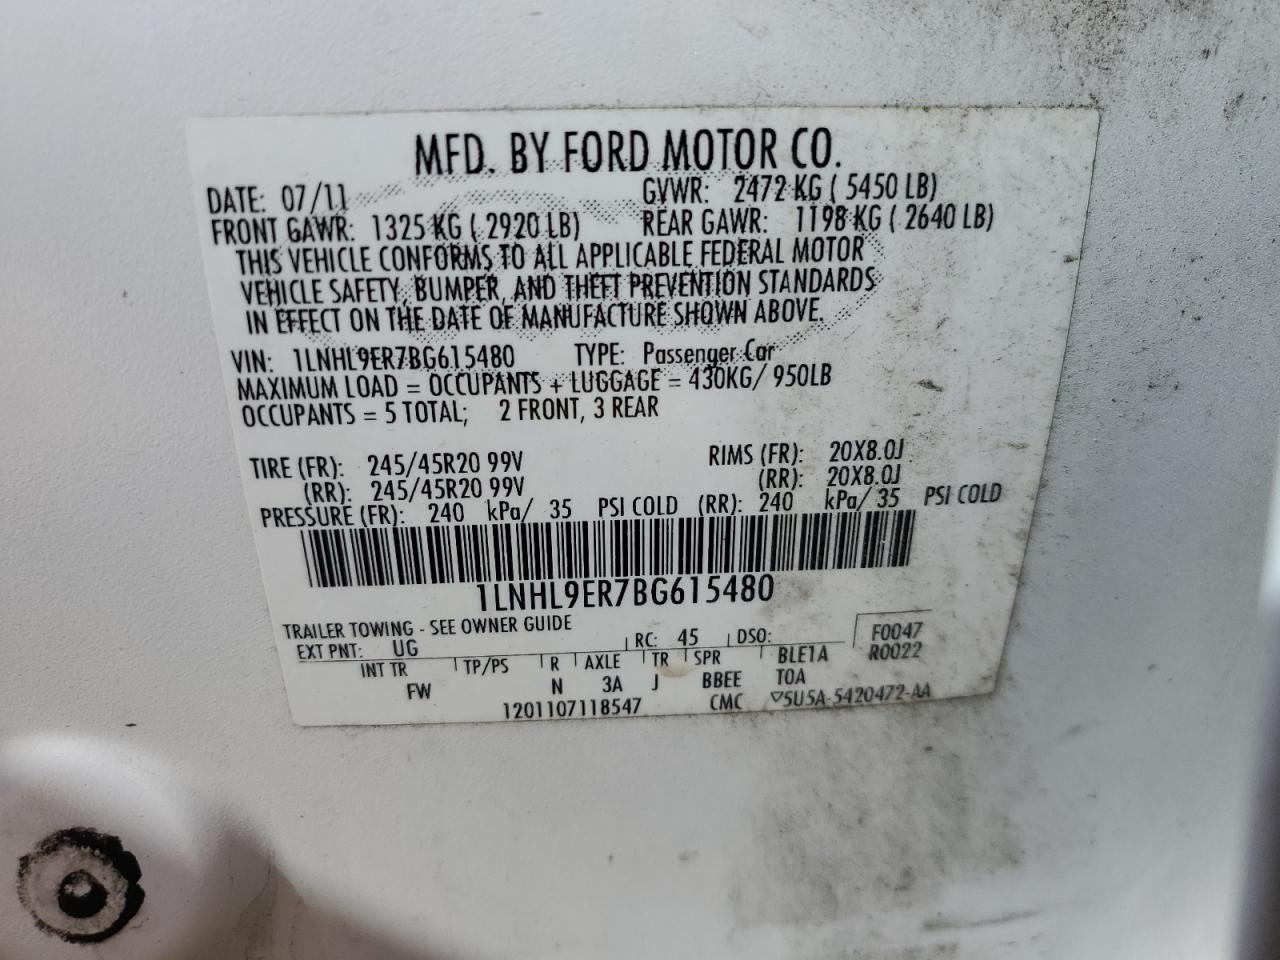 MFD. BY FORD MOTOR CO.
DATE: 07/11 GVWR: 2472 KG ( 5450 LB)
FRONT GAWR: 1325 KG ( 2920 LB) REAR GAWR: 1198 KG ( 2640 LB)
THIS VEHICLE CONFORMS TO ALL APPLICABLE FEDERAL MOTOR
VEHICLE SAFETY, BUMPER, AND THEFT PREVENTION STANDARDS
IN EFFECT ON THE DATE OF MANUFACTURE SHOWN ABOVE.
VIN: 1LNHL9ER7BG615480 TYPE: Passenger Car
MAXIMUM LOAD = OCCUPANTS + LUGGAGE = 430KG/ 950LB
OCCUPANTS = 5 TOTAL; 2 FRONT, 3 REAR
TIRE (FR): 245/45R20 99V RIMS (FR): 20X8.0J
(RR): 245/45R20 99V (RR): 20X8.0J
PRESSURE (FR): 240 kPa/ 35 PSI COLD (RR): 240 kPa/ 35 PSI COLD
1LNHL9ER7BG615480
TRAILER TOWING - SEE OWNER GUIDE
EXT PNT: UG RC: 45 DSO: F0047
INT TR TP/PS R AXLE TR SPR BLE1A R0022
FW N 3A J BBEE TOA
1201107118547 CMC ▽5U5A-5420472-AA